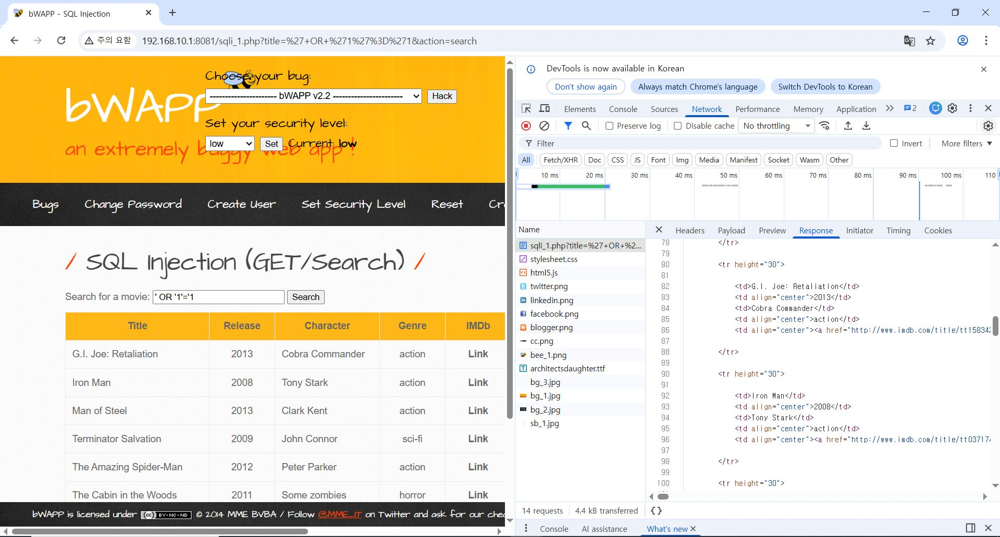 bWAPP - SQL Injection
주의 요함
192.168.10.1:8081/sqli_1.php?title=%27+OR+%271%27%3D%271&action=search
Choose your bug:
---------------------- bWAPP v2.2 ----------------------- Hack
bWAPP
Set your security level:
low Set Current: low
an extremely buggy web app !
Bugs Change Password Create User Set Security Level Reset
/ SQL Injection (GET/Search) /
Search for a movie: ' OR '1'='1 Search
Title Release Character Genre IMDb
G.I. Joe: Retaliation 2013 Cobra Commander action Link
Iron Man 2008 Tony Stark action Link
Man of Steel 2013 Clark Kent action Link
Terminator Salvation 2009 John Connor sci-fi Link
The Amazing Spider-Man 2012 Peter Parker action Link
The Cabin in the Woods 2011 Some zombies horror Link
bWAPP is licensed under (cc) BY-NC-ND © 2014 MME BVBA / Follow @MME_IT on Twitter and ask for our
DevTools is now available in Korean
Don't show again Always match Chrome's language Switch DevTools to Korean
Elements Console Sources Network Performance Memory Application 2
Preserve log Disable cache No throttling
Filter Invert More filters
All Fetch/XHR Doc CSS JS Font Img Media Manifest Socket Wasm Other
10 ms 20 ms 30 ms 40 ms 50 ms 60 ms 70 ms 80 ms 90 ms 100 ms 110
Name
sqli_1.php?title=%27+OR+%2...
stylesheet.css
html5.js
twitter.png
linkedin.png
facebook.png
blogger.png
cc.png
bee_1.png
architectsdaughter.ttf
bg_3.jpg
bg_1.jpg
bg_2.jpg
sb_1.jpg
Headers Payload Preview Response Initiator Timing Cookies
78 </tr>
79
80 <tr height="30">
81
82 <td>G.I. Joe: Retaliation</td>
83 <td align="center">2013</td>
84 <td>Cobra Commander</td>
85 <td align="center">action</td>
86 <td align="center"><a href="http://www.imdb.com/title/tt158342
87
88 </tr>
89
90 <tr height="30">
91
92 <td>Iron Man</td>
93 <td align="center">2008</td>
94 <td>Tony Stark</td>
95 <td align="center">action</td>
96 <td align="center"><a href="http://www.imdb.com/title/tt03717
97
98 </tr>
99
100 <tr height="30">
14 requests 4.4 kB transferred {}
Console AI assistance What's new